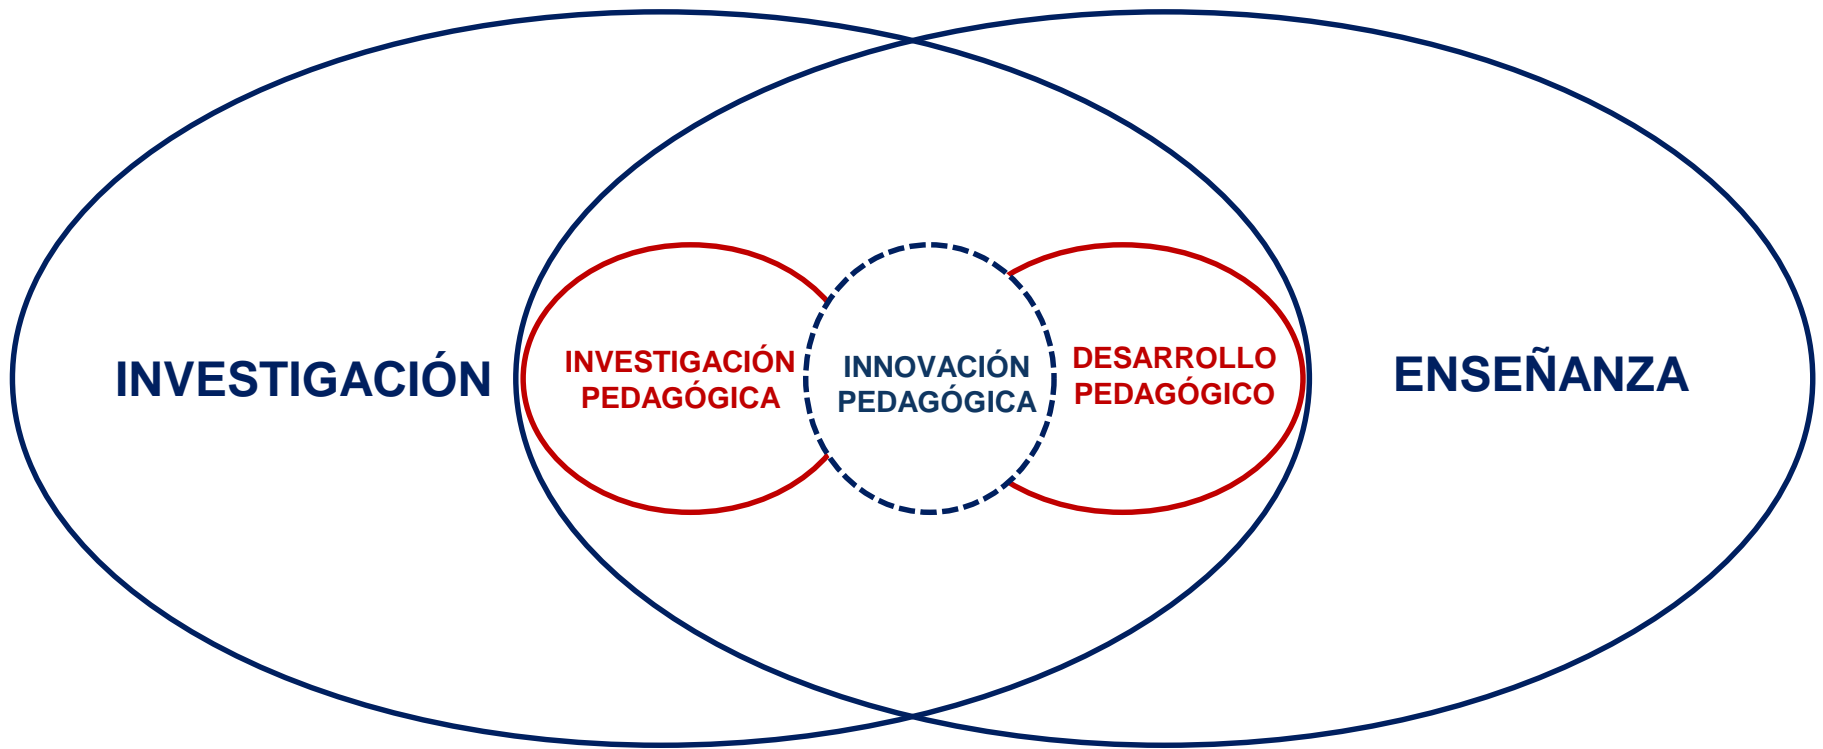 INVESTIGACIÓN
INVESTIGACIÓN
PEDAGÓGICA
INNOVACIÓN
PEDAGÓGICA
DESARROLLO
PEDAGÓGICO
ENSEÑANZA